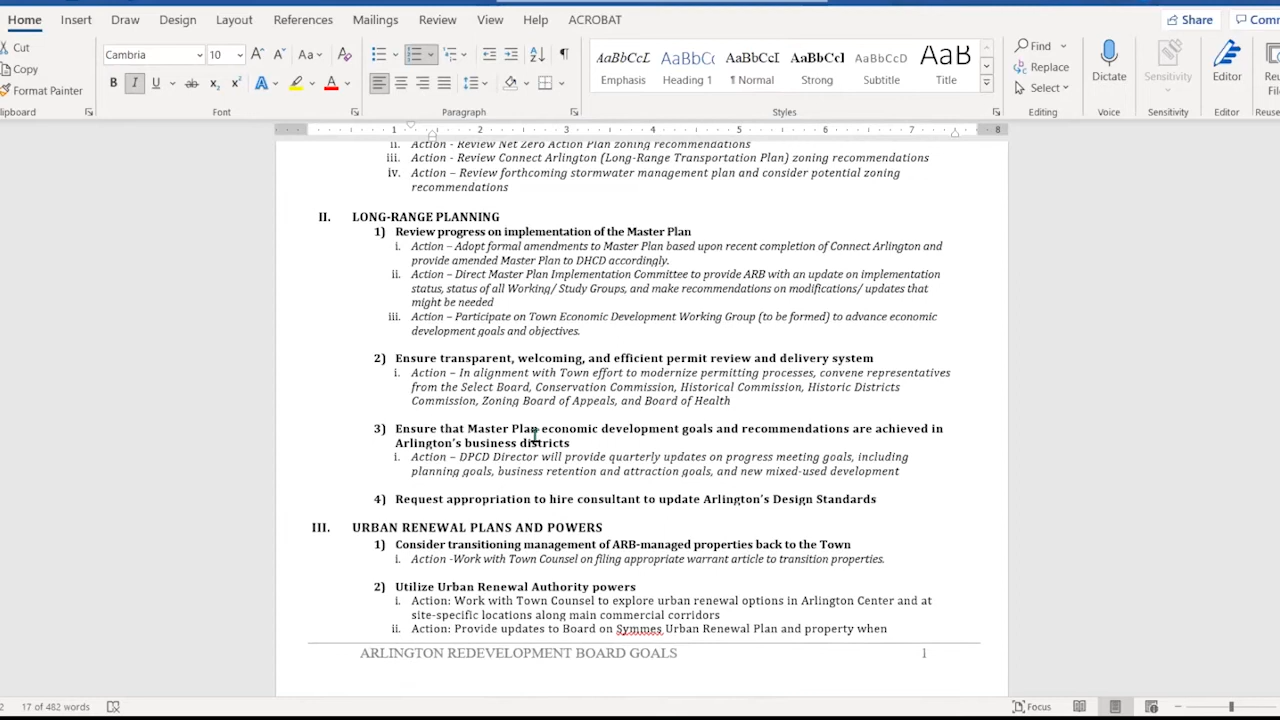 Home Insert Draw Design Layout References Mailings Review View Help ACROBAT Share
Cut
Copy
Format Painter
Cambria 10
Font
Paragraph
AaBbCcL Emphasis
AaBbCc Heading 1
AaBbCcI ¶ Normal
AaBbCcI Strong
AaBbCcD Subtitle
AaB Title
Styles
Find
Replace
Select
Editing
Dictate
Voice
Sensitivity
Sensitivity
Editor
Editor
1 2 3 4 5 6 7 8
ii. Action - Review Net Zero Action Plan zoning recommendations
iii. Action - Review Connect Arlington (Long-Range Transportation Plan) zoning recommendations
iv. Action – Review forthcoming stormwater management plan and consider potential zoning
recommendations
II. LONG-RANGE PLANNING
1) Review progress on implementation of the Master Plan
i. Action – Adopt formal amendments to Master Plan based upon recent completion of Connect Arlington and
provide amended Master Plan to DHCD accordingly.
ii. Action – Direct Master Plan Implementation Committee to provide ARB with an update on implementation
status, status of all Working/ Study Groups, and make recommendations on modifications/ updates that
might be needed
iii. Action – Participate on Town Economic Development Working Group (to be formed) to advance economic
development goals and objectives.
2) Ensure transparent, welcoming, and efficient permit review and delivery system
i. Action – In alignment with Town effort to modernize permitting processes, convene representatives
from the Select Board, Conservation Commission, Historical Commission, Historic Districts
Commission, Zoning Board of Appeals, and Board of Health
3) Ensure that Master Plan economic development goals and recommendations are achieved in
Arlington's business districts
i. Action – DPCD Director will provide quarterly updates on progress meeting goals, including
planning goals, business retention and attraction goals, and new mixed-used development
4) Request appropriation to hire consultant to update Arlington's Design Standards
III. URBAN RENEWAL PLANS AND POWERS
1) Consider transitioning management of ARB-managed properties back to the Town
i. Action -Work with Town Counsel on filing appropriate warrant article to transition properties.
2) Utilize Urban Renewal Authority powers
i. Action: Work with Town Counsel to explore urban renewal options in Arlington Center and at
site-specific locations along main commercial corridors
ii. Action: Provide updates to Board on Symmes Urban Renewal Plan and property when
ARLINGTON REDEVELOPMENT BOARD GOALS 1
17 of 482 words
Focus